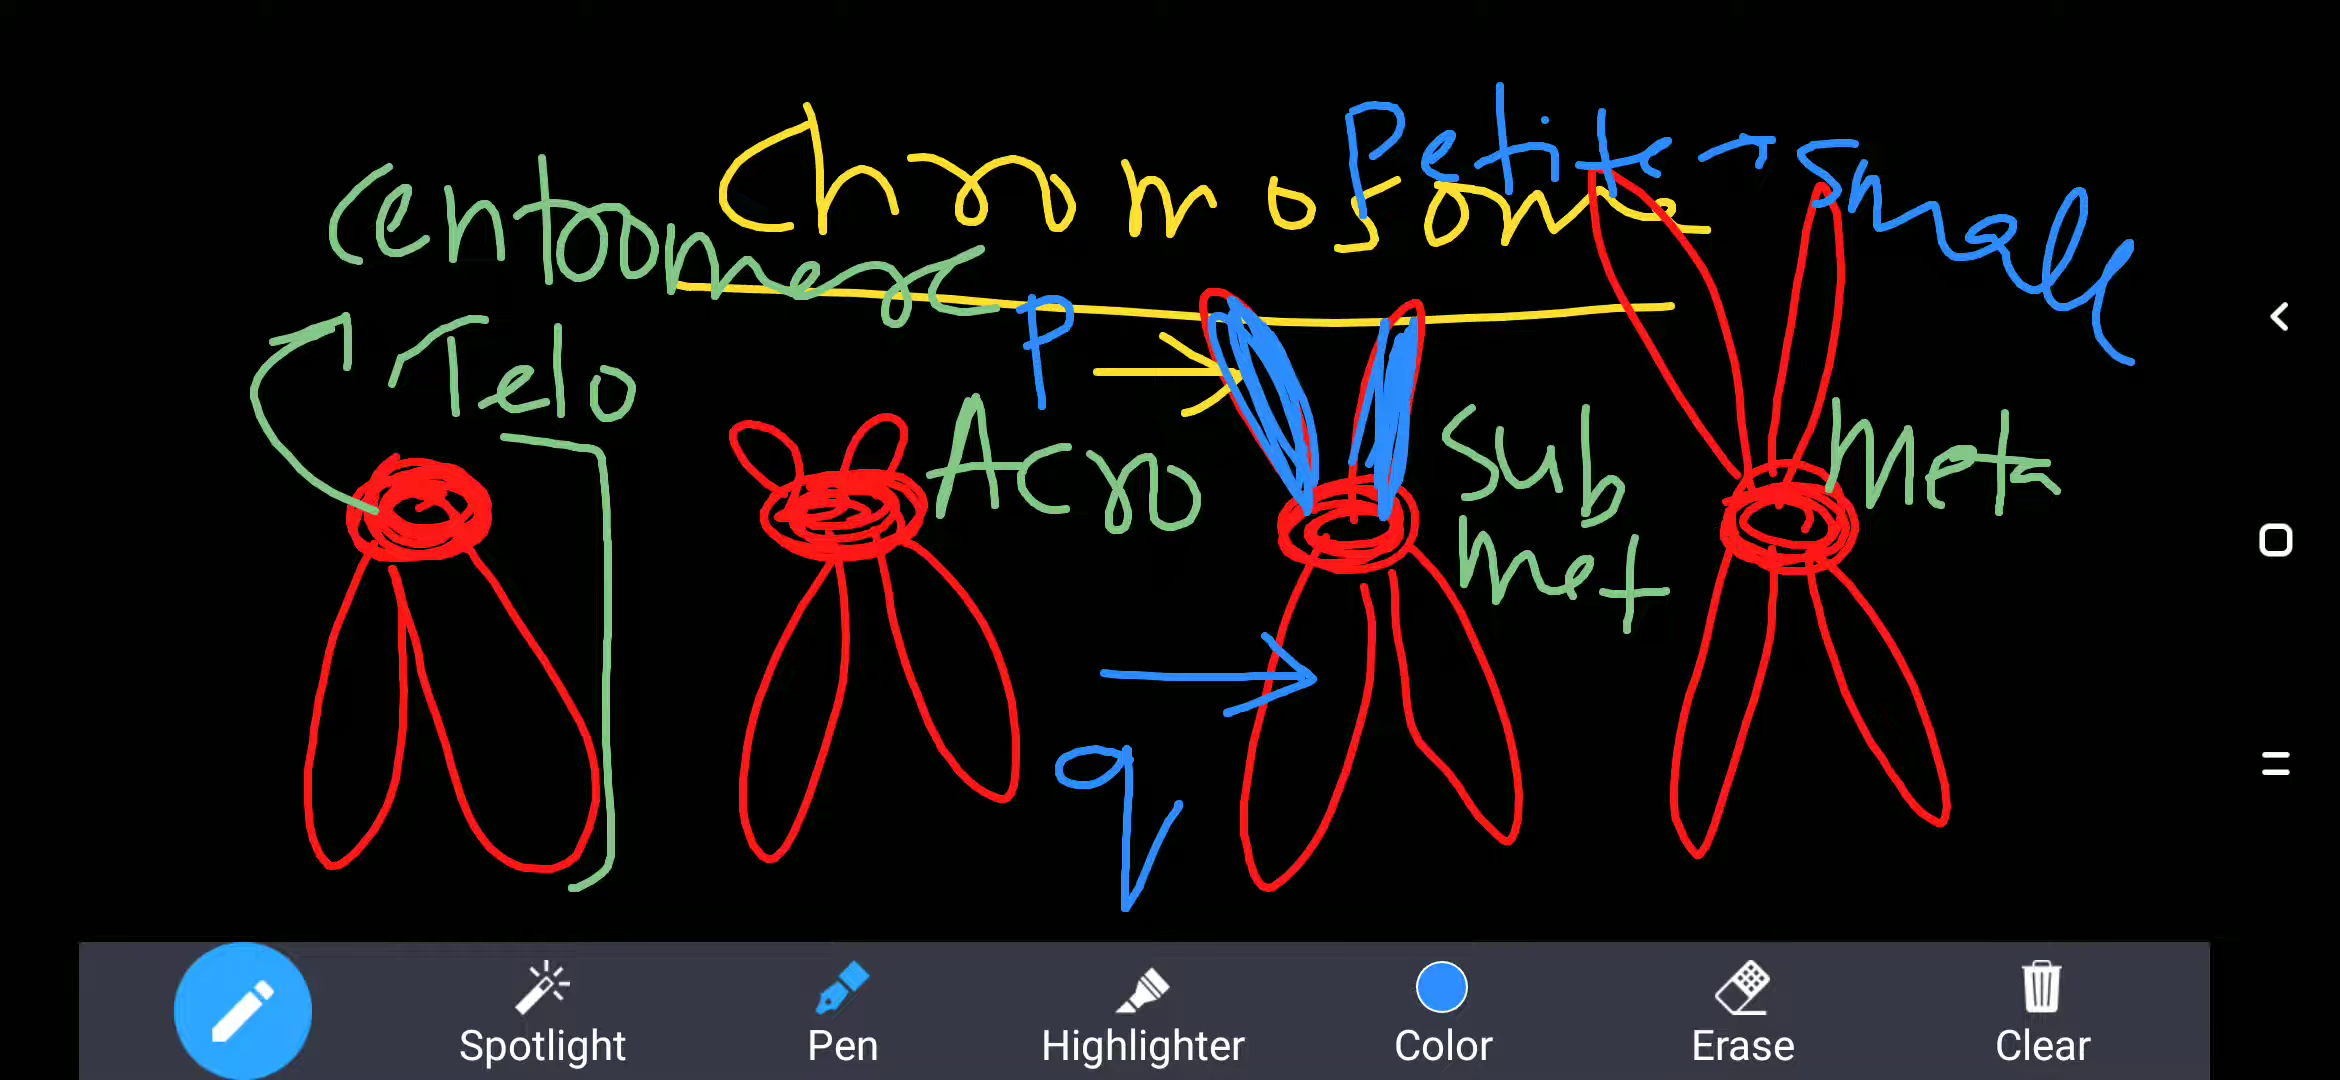 Petite → small
Chromosome
Centromere
P
Telo
Acro
Sub
Met
Meta
q
Spotlight
Pen
Highlighter
Color
Erase
Clear